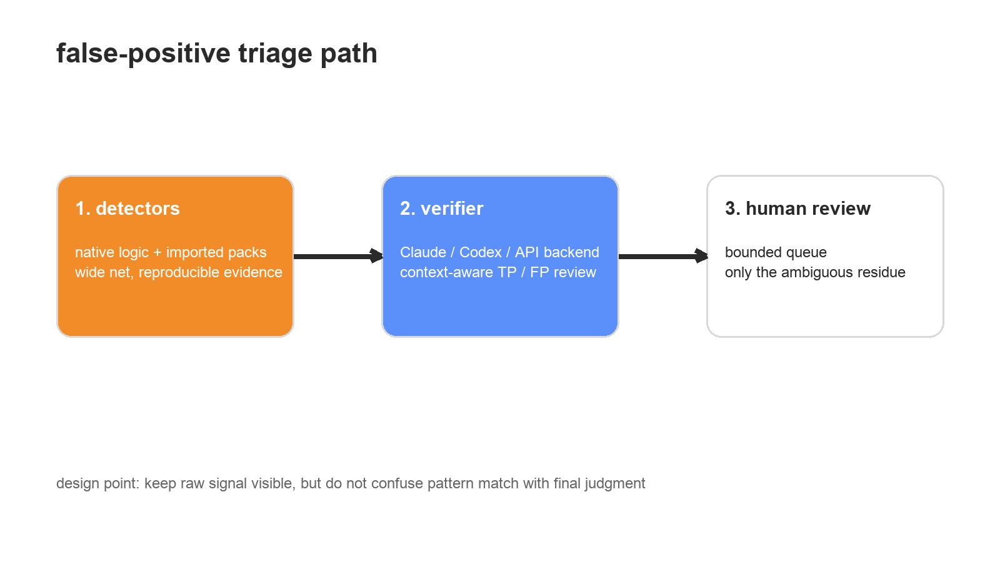 false-positive triage path
1. detectors
native logic + imported packs
wide net, reproducible evidence
2. verifier
Claude / Codex / API backend
context-aware TP / FP review
3. human review
bounded queue
only the ambiguous residue
design point: keep raw signal visible, but do not confuse pattern match with final judgment